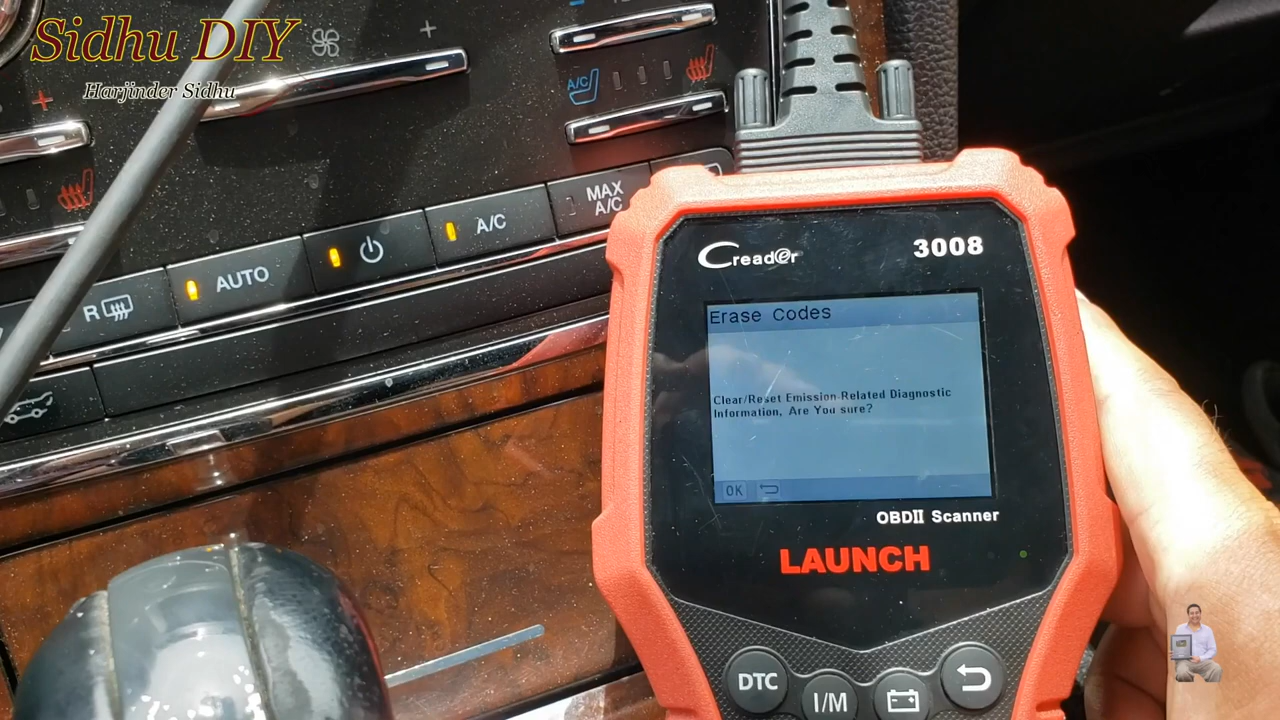 Sidhu DIY
Harjinder Sidhu
A/C
MAX
A/C
A/C
AUTO
R
Creader
3008
Erase Codes
Clear/Reset Emission-Related Diagnostic
Information, Are You sure?
OK
OBDII Scanner
LAUNCH
DTC
I/M